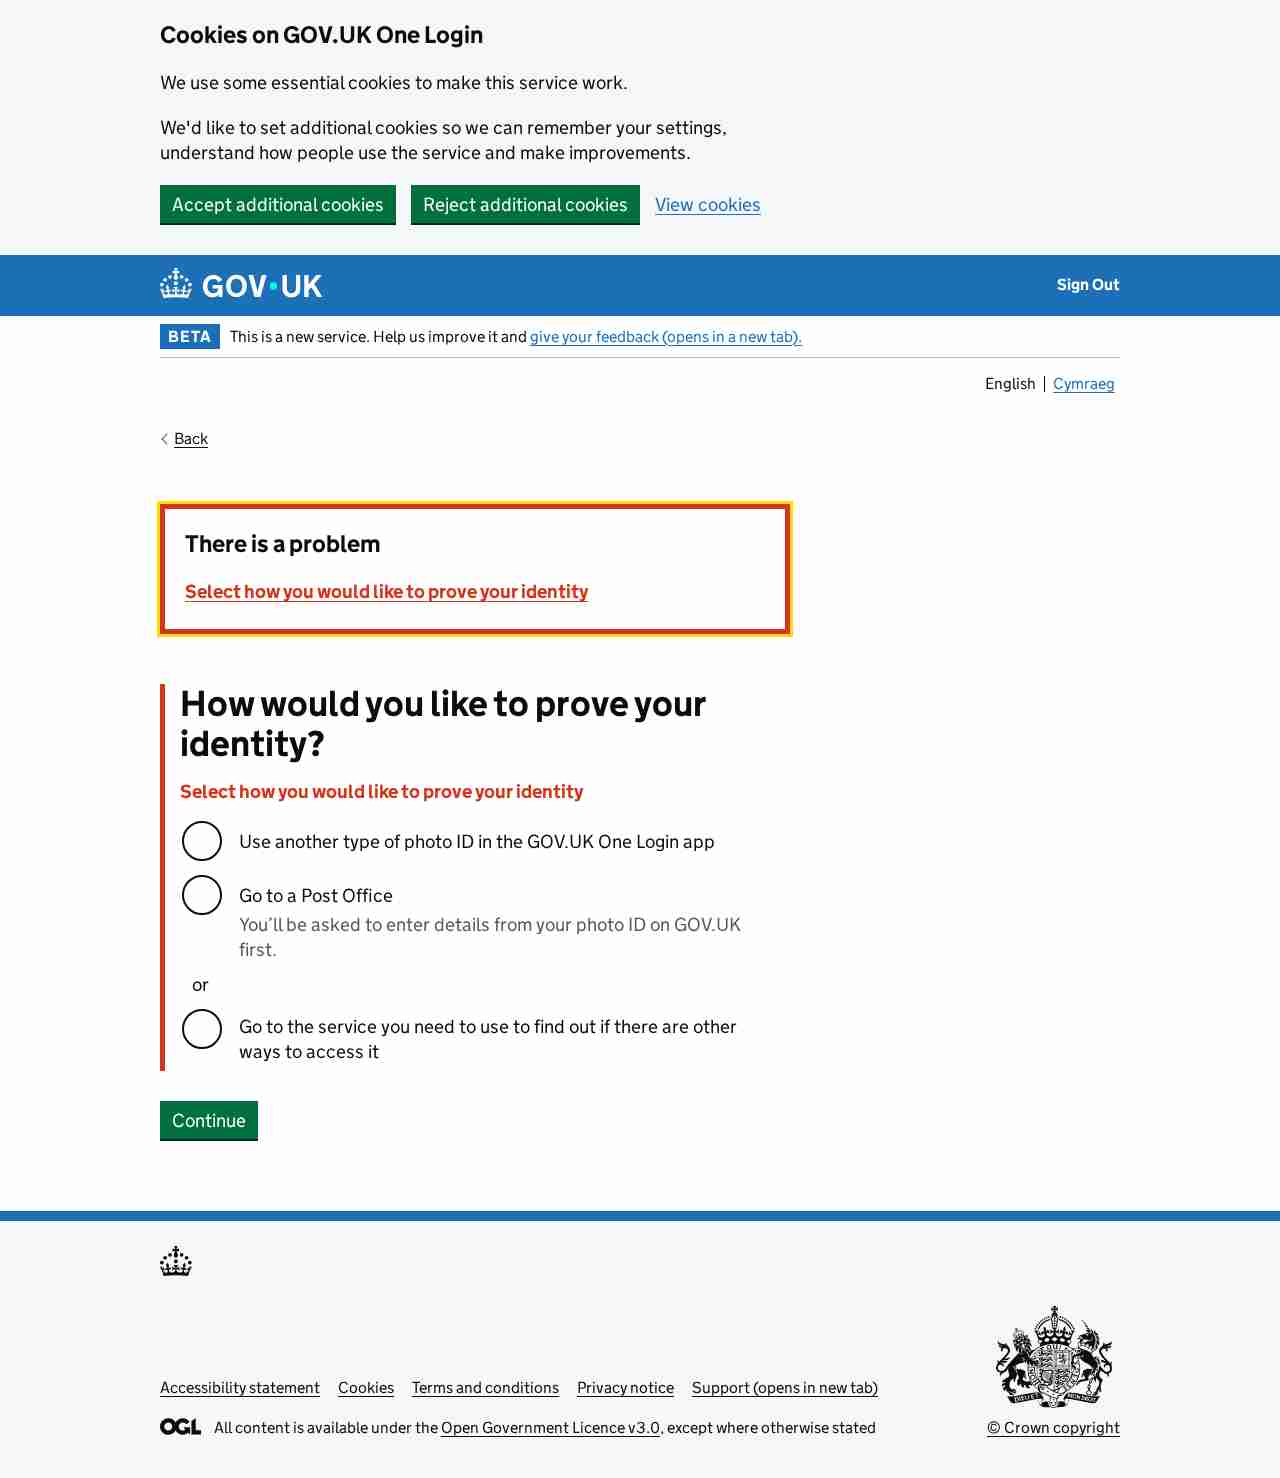 Cookies on GOV.UK One Login
We use some essential cookies to make this service work.
We'd like to set additional cookies so we can remember your settings,
understand how people use the service and make improvements.
Accept additional cookies
Reject additional cookies
View cookies
GOV·UK
Sign Out
BETA
This is a new service. Help us improve it and give your feedback (opens in a new tab).
English
Cymraeg
Back
There is a problem
Select how you would like to prove your identity
How would you like to prove your
identity?
Select how you would like to prove your identity
Use another type of photo ID in the GOV.UK One Login app
Go to a Post Office
You’ll be asked to enter details from your photo ID on GOV.UK
first.
or
Go to the service you need to use to find out if there are other
ways to access it
Continue
Accessibility statement
Cookies
Terms and conditions
Privacy notice
Support (opens in new tab)
OGL
All content is available under the Open Government Licence v3.0, except where otherwise stated
© Crown copyright